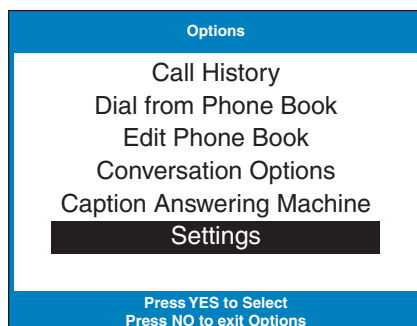 Options
Call History
Dial from Phone Book
Edit Phone Book
Conversation Options
Caption Answering Machine
Settings
Press YES to Select
Press NO to exit Options